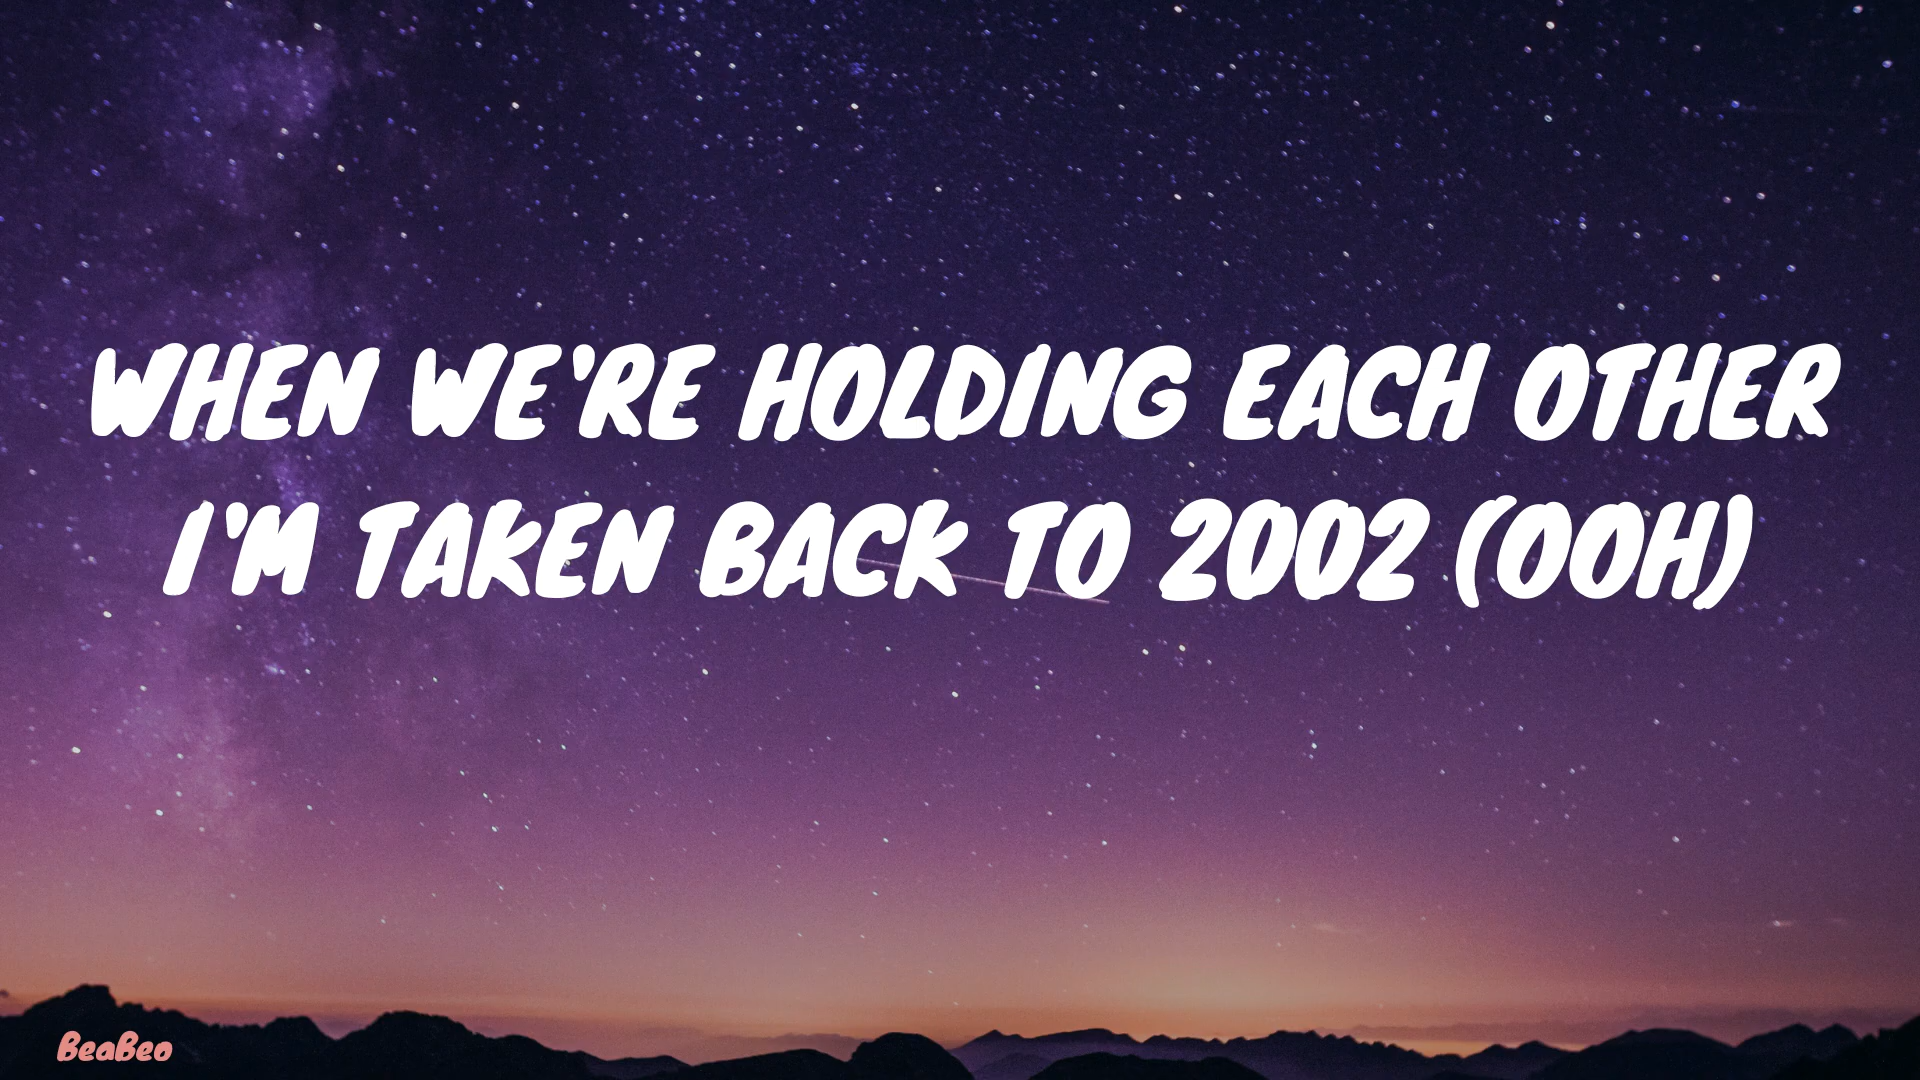 WHEN WE'RE HOLDING EACH OTHER
I'M TAKEN BACK TO 2002 (OOH)
BeaBeo